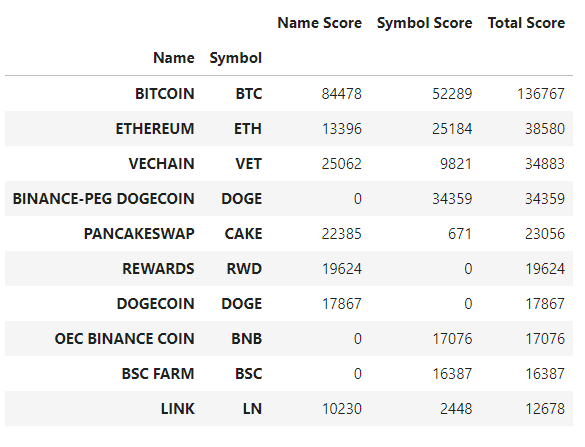 Name Score Symbol Score Total Score
Name Symbol
BITCOIN BTC 84478 52289 136767
ETHEREUM ETH 13396 25184 38580
VECHAIN VET 25062 9821 34883
BINANCE-PEG DOGECOIN DOGE 0 34359 34359
PANCAKESWAP CAKE 22385 671 23056
REWARDS RWD 19624 0 19624
DOGECOIN DOGE 17867 0 17867
OEC BINANCE COIN BNB 0 17076 17076
BSC FARM BSC 0 16387 16387
LINK LN 10230 2448 12678